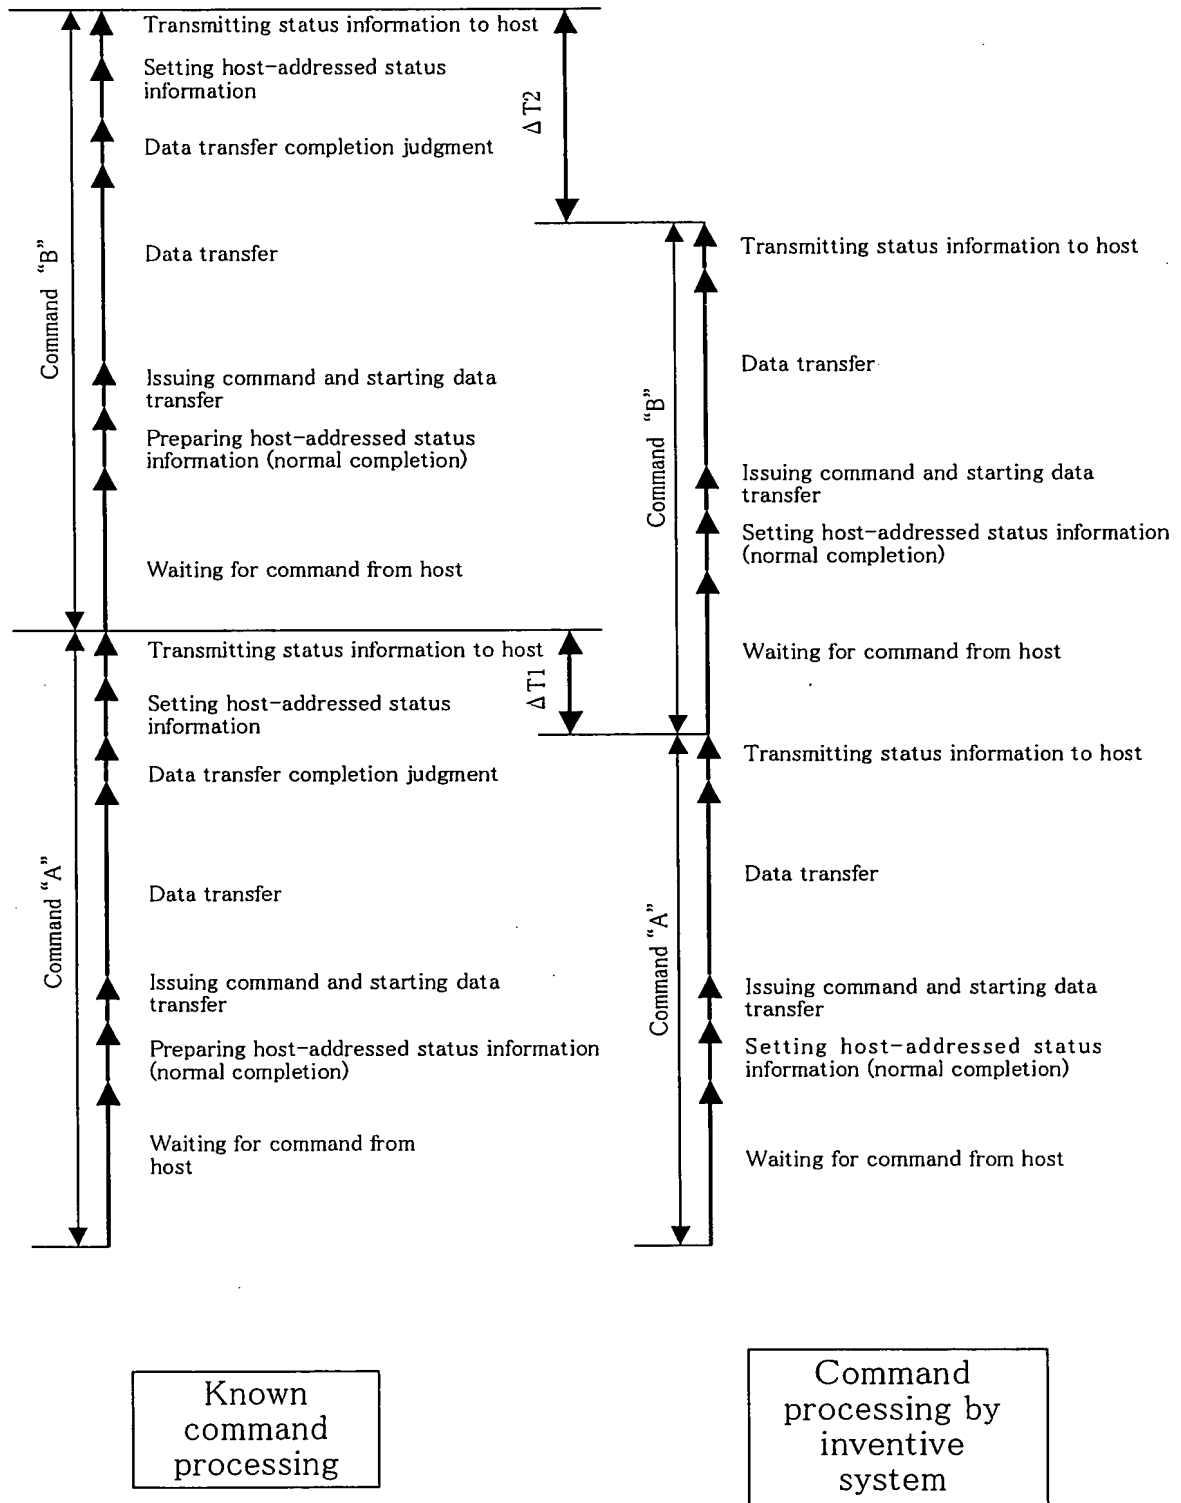 Transmitting status information to host
Setting host-addressed status
information
Data transfer completion judgment
Data transfer
Issuing command and starting data
transfer
Preparing host-addressed status
information (normal completion)
Waiting for command from host
Command “B”
Δ T2
Transmitting status information to host
Setting host-addressed status
information
Data transfer completion judgment
Data transfer
Issuing command and starting data
transfer
Preparing host-addressed status information
(normal completion)
Waiting for command from
host
Command “A”
Δ T1
Transmitting status information to host
Data transfer
Issuing command and starting data
transfer
Setting host-addressed status information
(normal completion)
Waiting for command from host
Command “B”
Transmitting status information to host
Data transfer
Issuing command and starting data
transfer
Setting host-addressed status
information (normal completion)
Waiting for command from host
Command “A”
Known
command
processing
Command
processing by
inventive
system